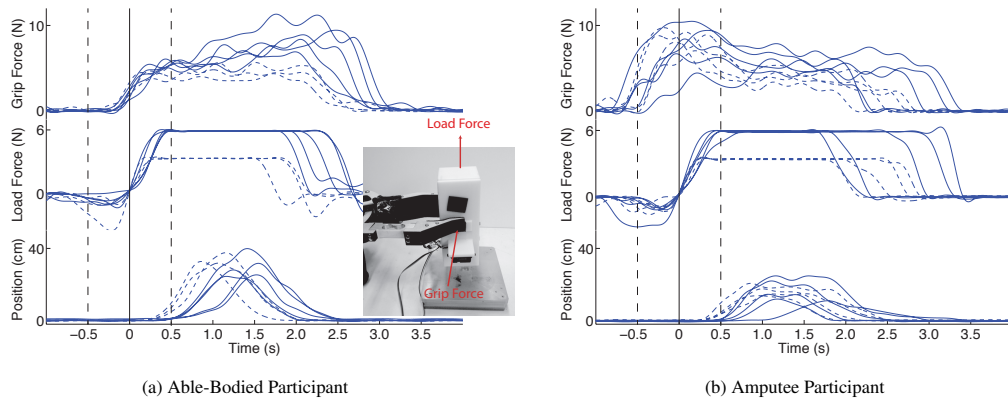 Grip Force (N)
10
0
Load Force (N)
6
0
Position (cm)
40
0
−0.5
0
0.5
1.0
1.5
2.0
2.5
3.0
3.5
Time (s)
Load Force
Grip Force
(a) Able-Bodied Participant
Grip Force (N)
10
0
Load Force (N)
6
0
Position (cm)
40
0
−0.5
0
0.5
1.0
1.5
2.0
2.5
3.0
3.5
Time (s)
(b) Amputee Participant